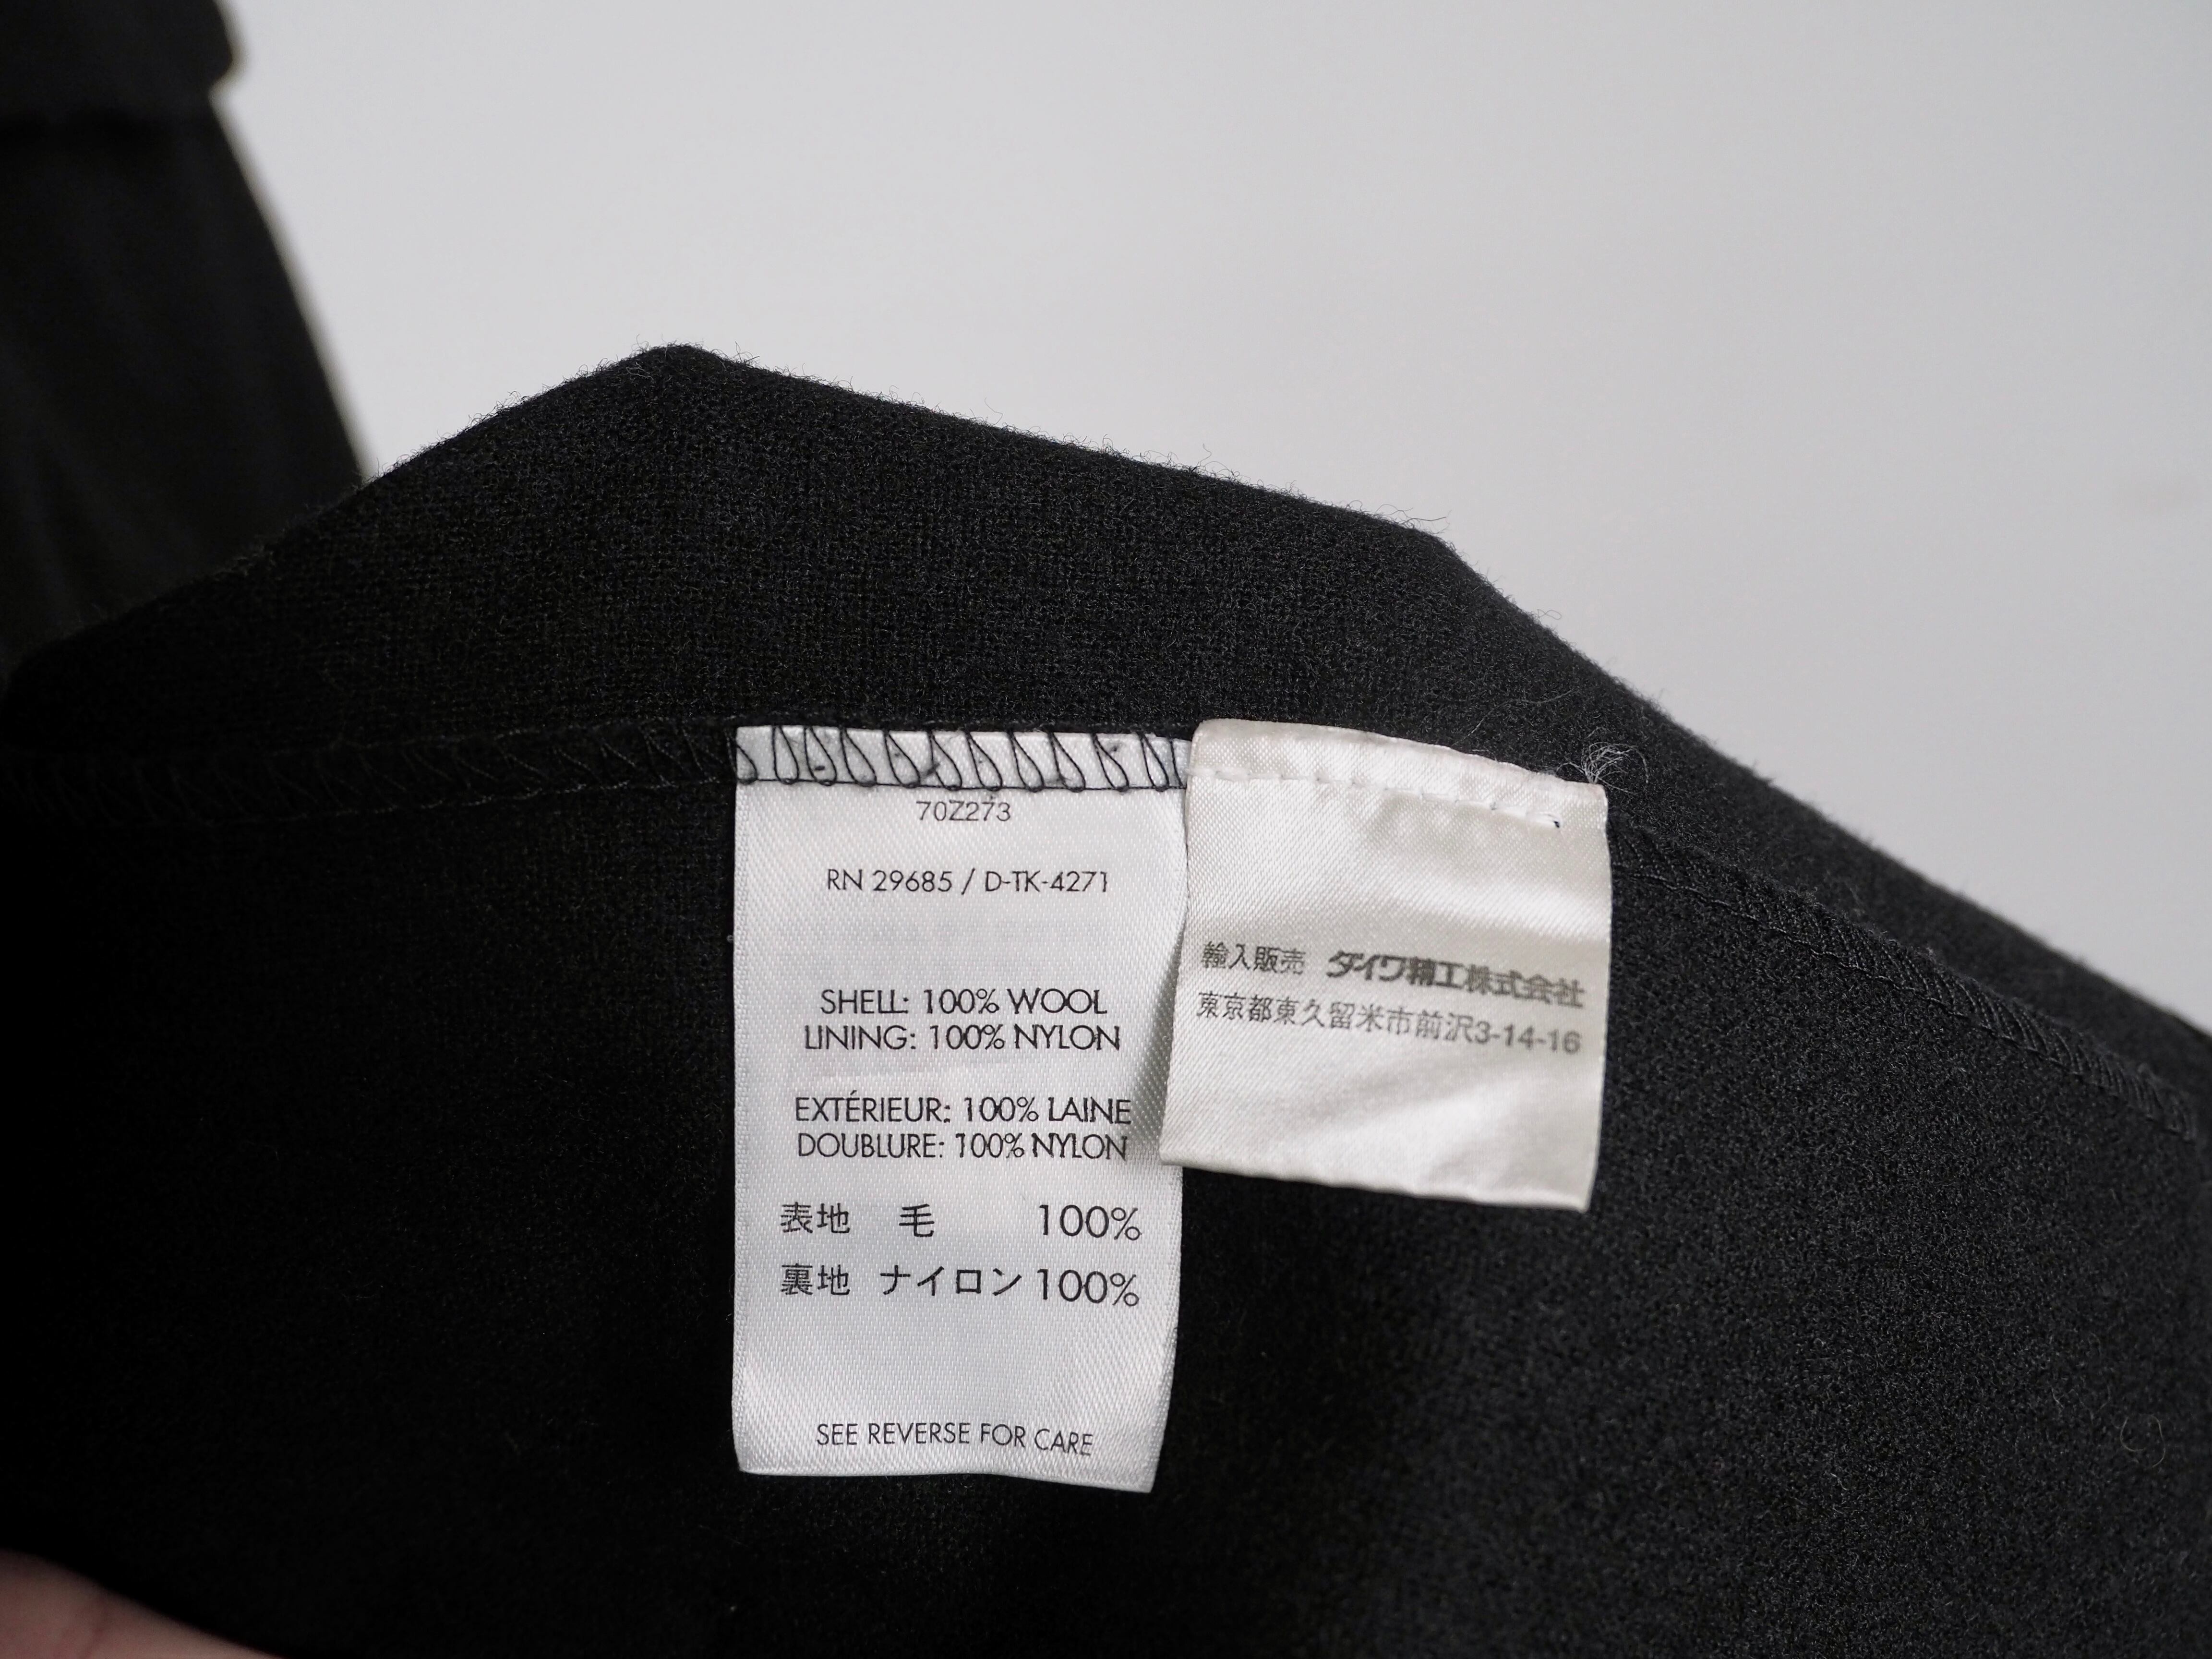 70Z273
RN 29685 / D-TK-4271
SHELL: 100% WOOL
LINING: 100% NYLON
EXTÉRIEUR: 100% LAINE
DOUBLURE: 100% NYLON
表地 毛 100%
裏地 ナイロン 100%
SEE REVERSE FOR CARE
輸入販売 ダイワ精工株式会社
東京都東久留米市前沢3-14-16